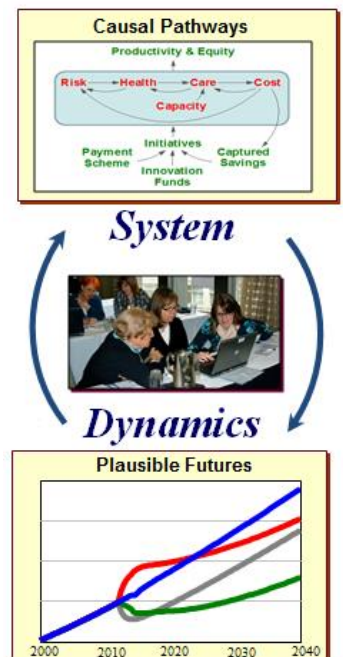 Causal Pathways
Productivity & Equity
Risk Health Care Cost
Capacity
Initiatives
Payment Scheme
Innovation Funds
Captured Savings
System
Dynamics
Plausible Futures
2000 2010 2020 2030 2040